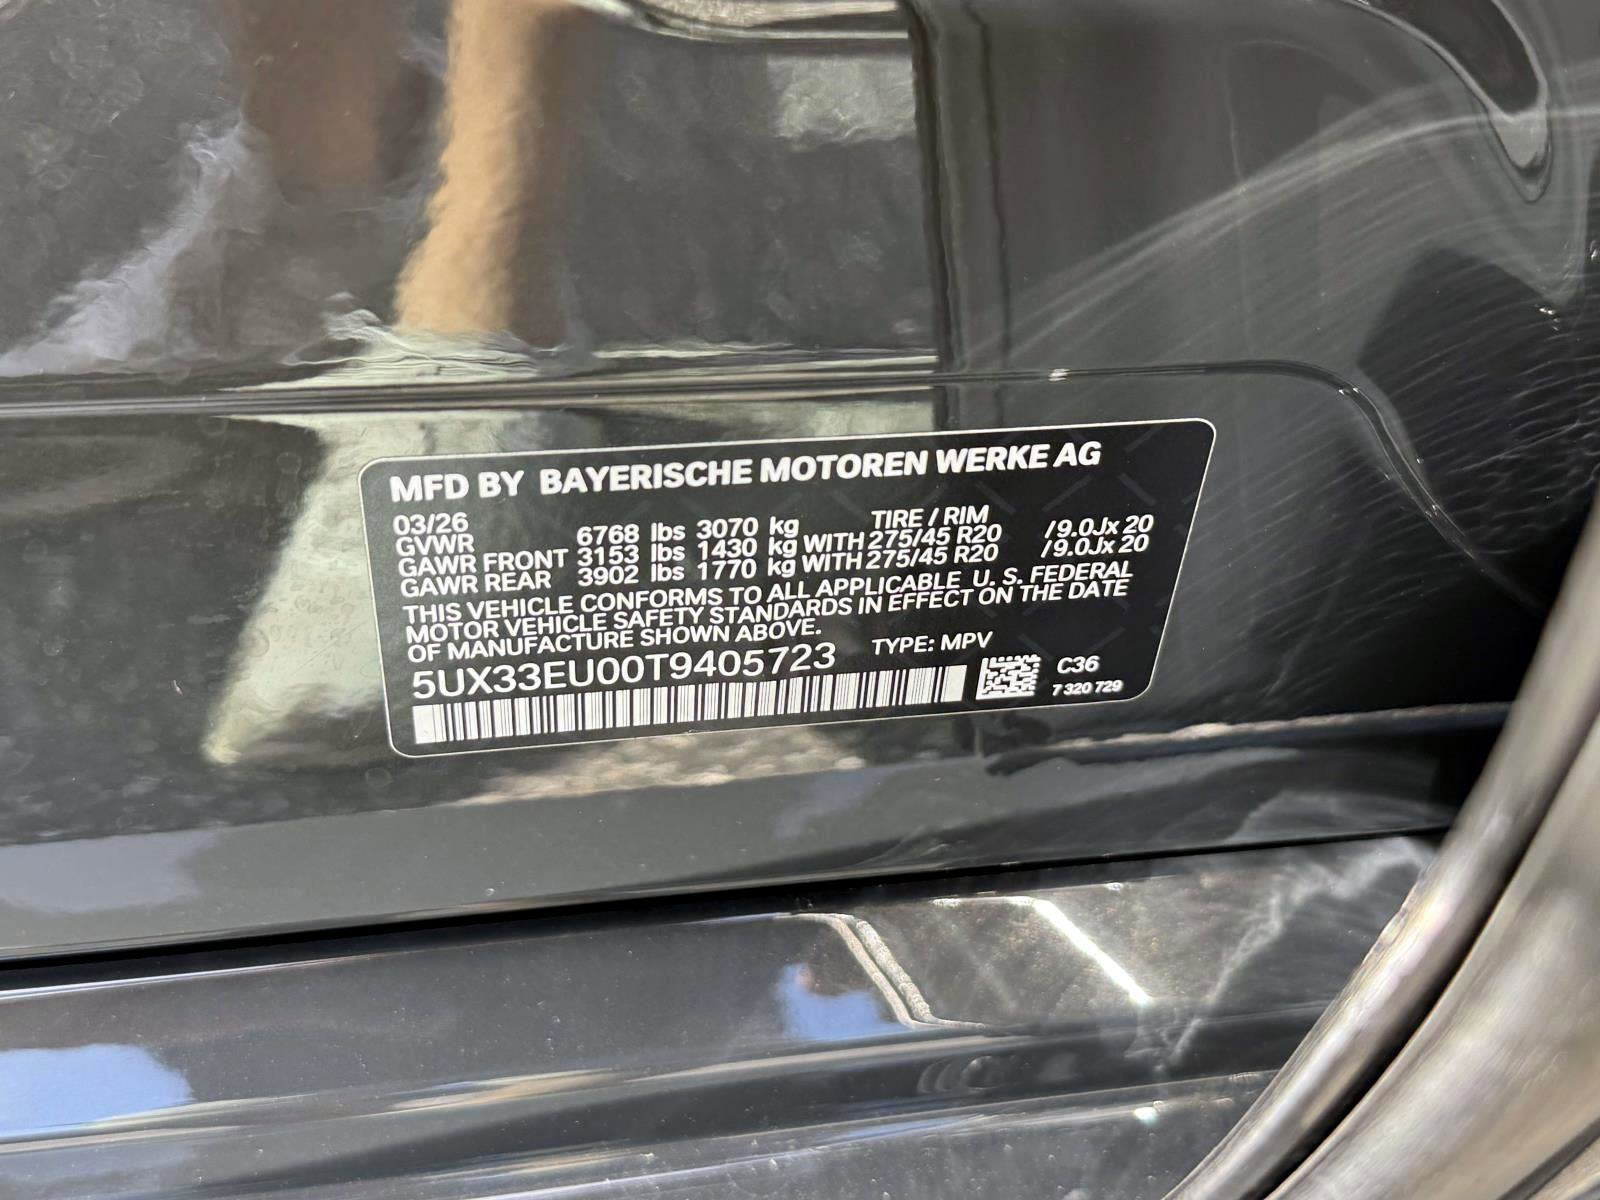 MFD BY BAYERISCHE MOTOREN WERKE AG
03/26 TIRE / RIM
GVWR 6768 lbs 3070 kg
GAWR FRONT 3153 lbs 1430 kg WITH 275/45 R20 /9.0Jx 20
GAWR REAR 3902 lbs 1770 kg WITH 275/45 R20 /9.0Jx 20
THIS VEHICLE CONFORMS TO ALL APPLICABLE U. S. FEDERAL
MOTOR VEHICLE SAFETY STANDARDS IN EFFECT ON THE DATE
OF MANUFACTURE SHOWN ABOVE.
5UX33EU00T9405723 TYPE: MPV
C36
7 320 729